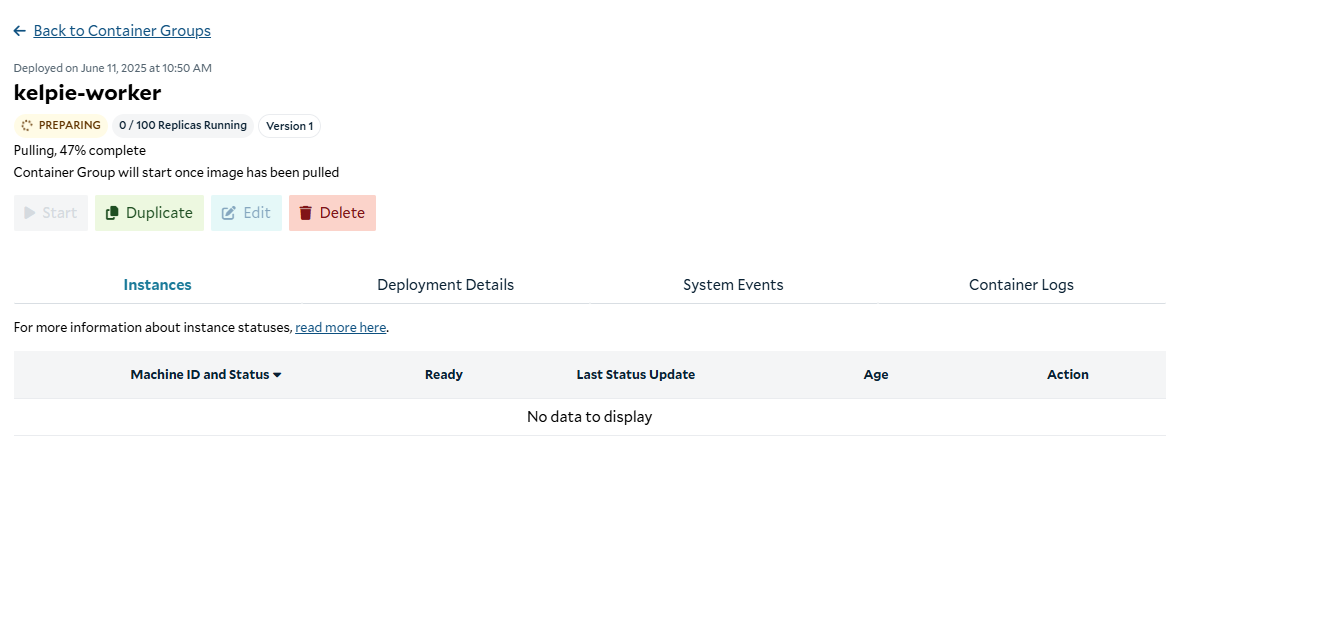 Back to Container Groups
Deployed on June 11, 2025 at 10:50 AM
kelpie-worker
PREPARING 0 / 100 Replicas Running Version 1
Pulling, 47% complete
Container Group will start once image has been pulled
Start Duplicate Edit Delete
Instances Deployment Details System Events Container Logs
For more information about instance statuses, read more here.
Machine ID and Status Ready Last Status Update Age Action
No data to display